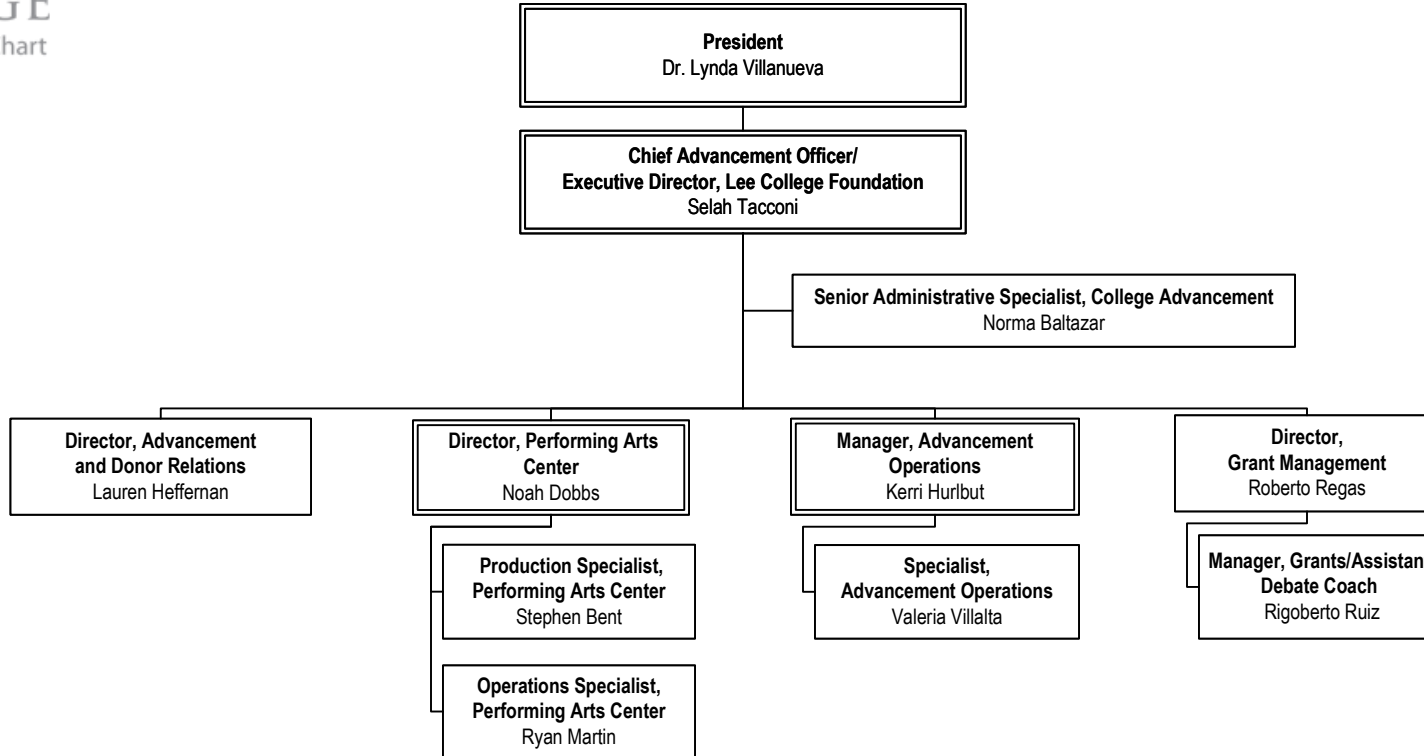 Chart
President
Dr. Lynda Villanueva
Chief Advancement Officer/
Executive Director, Lee College Foundation
Selah Tacconi
Senior Administrative Specialist, College Advancement
Norma Baltazar
Director, Advancement
and Donor Relations
Lauren Heffernan
Director, Performing Arts
Center
Noah Dobbs
Manager, Advancement
Operations
Kerri Hurlbut
Director,
Grant Management
Roberto Regas
Production Specialist,
Performing Arts Center
Stephen Bent
Specialist,
Advancement Operations
Valeria Villalta
Manager, Grants/Assistan
Debate Coach
Rigoberto Ruiz
Operations Specialist,
Performing Arts Center
Ryan Martin